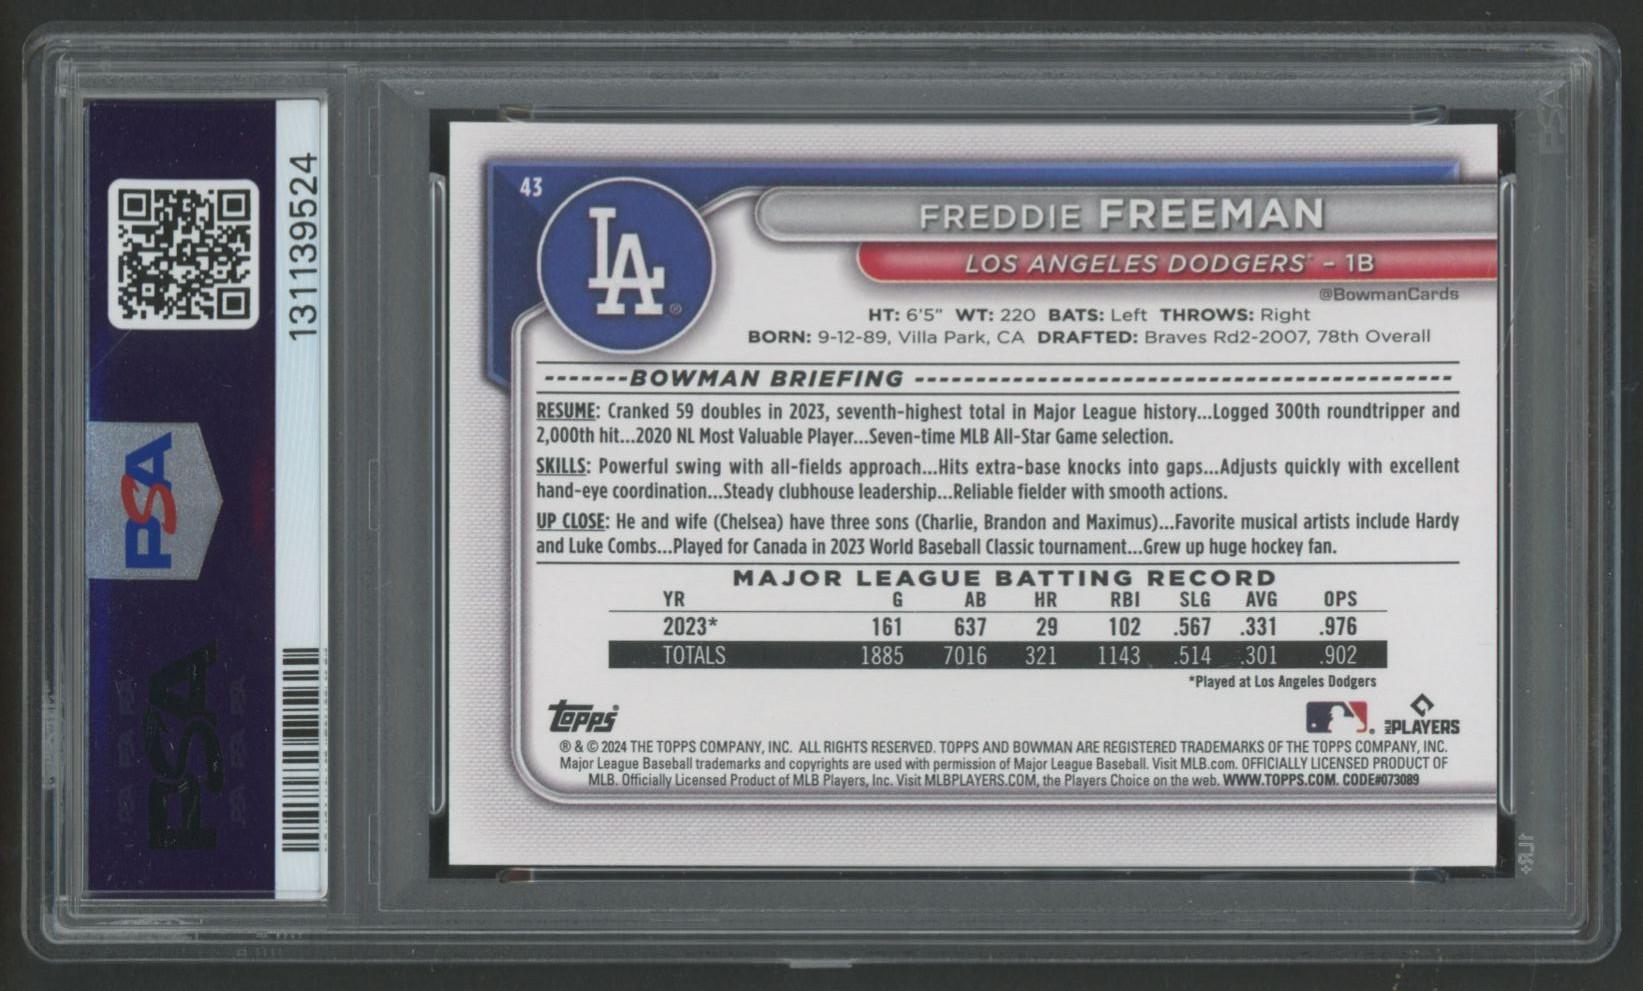 131139524
PSA
PSA
43
LA
FREDDIE FREEMAN
LOS ANGELES DODGERS - 1B
@BowmanCards
HT: 6'5" WT: 220 BATS: Left THROWS: Right
BORN: 9-12-89, Villa Park, CA DRAFTED: Braves Rd2-2007, 78th Overall
-------BOWMAN BRIEFING -------------------------------------------
RESUME: Cranked 59 doubles in 2023, seventh-highest total in Major League history...Logged 300th roundtripper and
2,000th hit...2020 NL Most Valuable Player...Seven-time MLB All-Star Game selection.
SKILLS: Powerful swing with all-fields approach...Hits extra-base knocks into gaps...Adjusts quickly with excellent
hand-eye coordination...Steady clubhouse leadership...Reliable fielder with smooth actions.
UP CLOSE: He and wife (Chelsea) have three sons (Charlie, Brandon and Maximus)...Favorite musical artists include Hardy
and Luke Combs...Played for Canada in 2023 World Baseball Classic tournament...Grew up huge hockey fan.
MAJOR LEAGUE BATTING RECORD
YR G AB HR RBI SLG AVG OPS
2023* 161 637 29 102 .567 .331 .976
TOTALS 1885 7016 321 1143 .514 .301 .902
*Played at Los Angeles Dodgers
Topps
PLAYERS
® & © 2024 THE TOPPS COMPANY, INC. ALL RIGHTS RESERVED. TOPPS AND BOWMAN ARE REGISTERED TRADEMARKS OF THE TOPPS COMPANY, INC.
Major League Baseball trademarks and copyrights are used with permission of Major League Baseball. Visit MLB.com. OFFICIALLY LICENSED PRODUCT OF
MLB. Officially Licensed Product of MLB Players, Inc. Visit MLBPLAYERS.COM, the Players Choice on the web. WWW.TOPPS.COM. CODE#073089
PSA